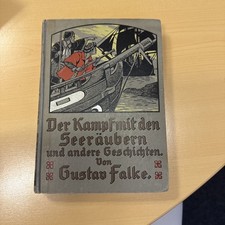 Der Kampf mit den
Seeräubern
und andere Geschichten.
Von
Gustav Falke.